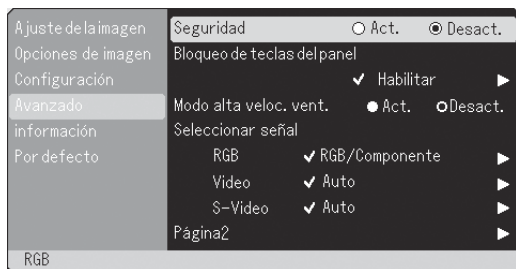 Ajuste de la imagen
Opciones de imagen
Configuración
Avanzado
información
Por defecto
Seguridad Act. Desact.
Bloqueo de teclas del panel
Habilitar
Modo alta veloc. vent. Act. Desact.
Seleccionar señal
RGB RGB/Componente
Video Auto
S-Video Auto
Página2
RGB